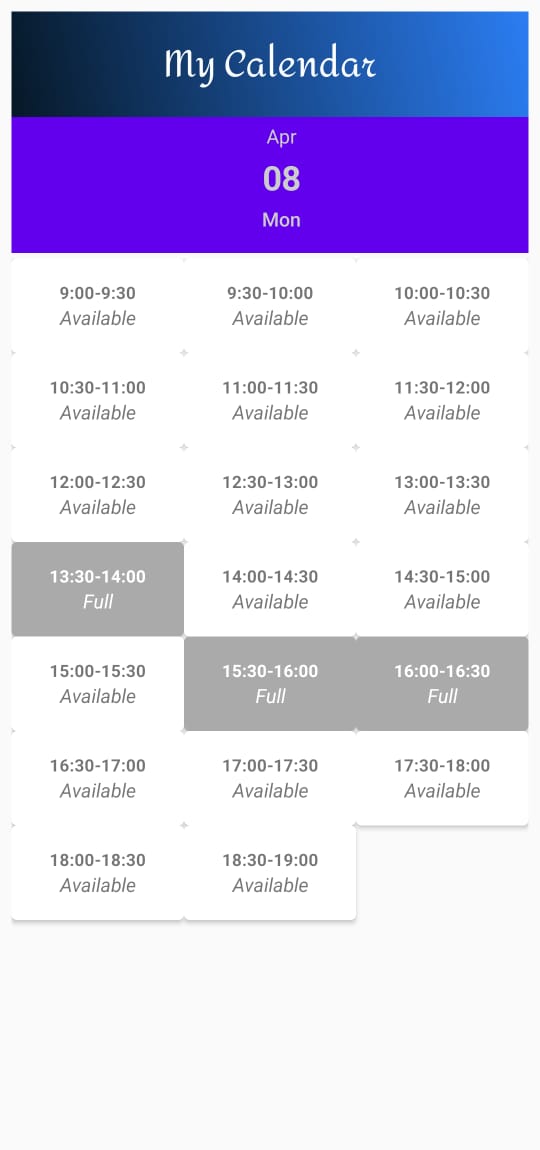 My Calendar
Apr
08
Mon
9:00-9:30
Available
9:30-10:00
Available
10:00-10:30
Available
10:30-11:00
Available
11:00-11:30
Available
11:30-12:00
Available
12:00-12:30
Available
12:30-13:00
Available
13:00-13:30
Available
13:30-14:00
Full
14:00-14:30
Available
14:30-15:00
Available
15:00-15:30
Available
15:30-16:00
Full
16:00-16:30
Full
16:30-17:00
Available
17:00-17:30
Available
17:30-18:00
Available
18:00-18:30
Available
18:30-19:00
Available